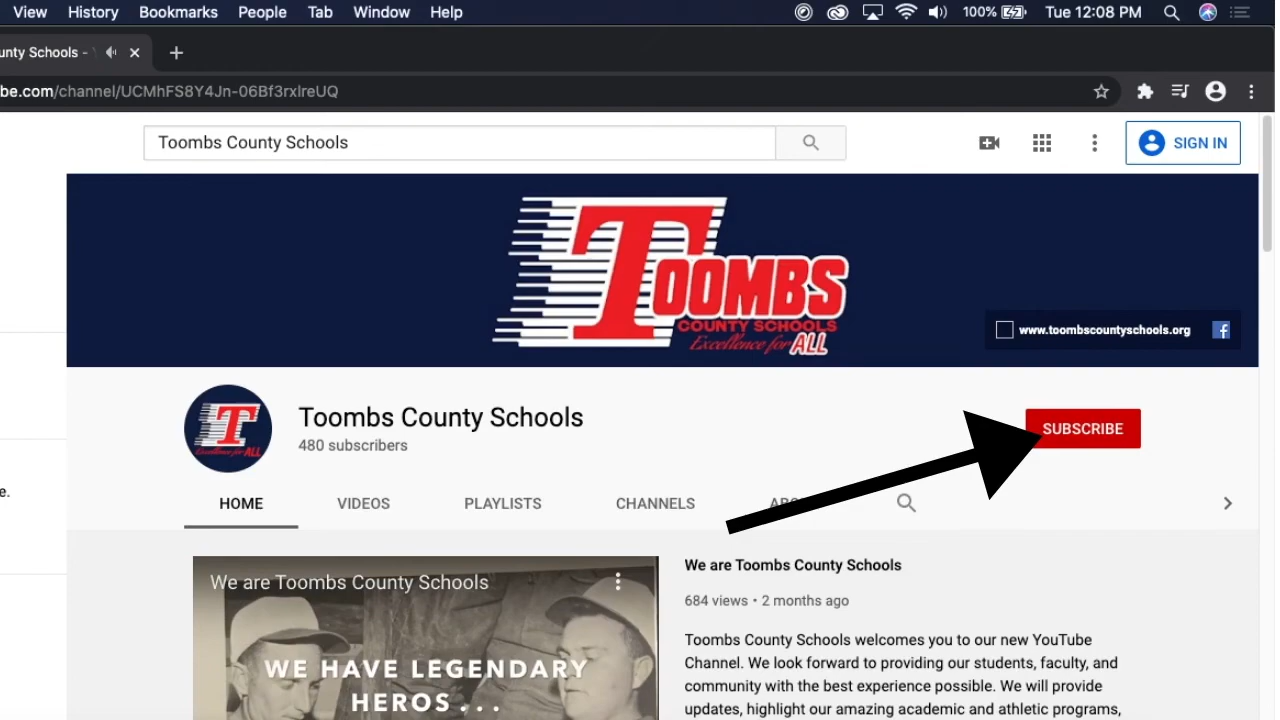 View History Bookmarks People Tab Window Help 100% Tue 12:08 PM
unty Schools -
be.com/channel/UCMhFS8Y4Jn-06Bf3rxIreUQ
Toombs County Schools SIGN IN
TOOMBS
COUNTY SCHOOLS
Excellence for ALL
www.toombscountyschools.org
T
Excellence for ALL
Toombs County Schools
480 subscribers
SUBSCRIBE
HOME VIDEOS PLAYLISTS CHANNELS
e.
We are Toombs County Schools
WE HAVE LEGENDARY
HEROS . . .
We are Toombs County Schools
684 views • 2 months ago
Toombs County Schools welcomes you to our new YouTube
Channel. We look forward to providing our students, faculty, and
community with the best experience possible. We will provide
updates, highlight our amazing academic and athletic programs,